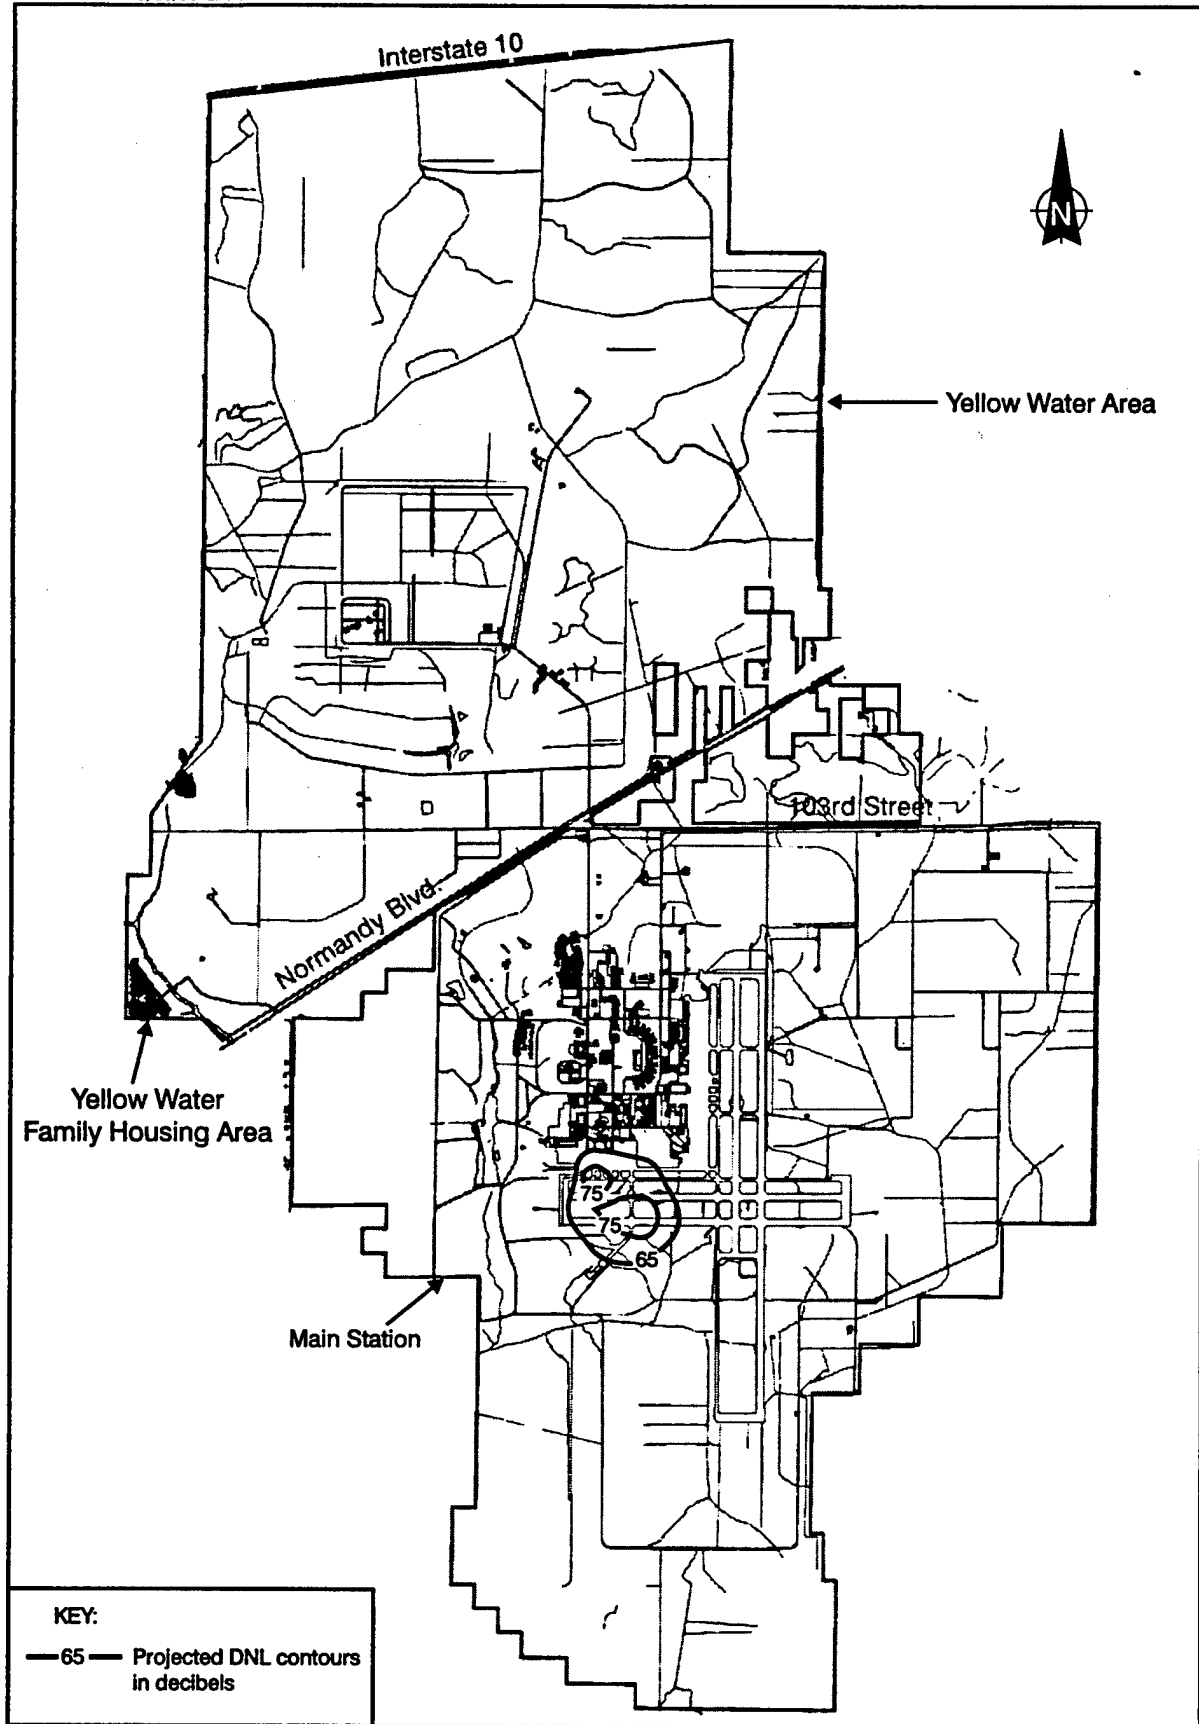 Interstate 10
N
Yellow Water Area
103rd Street
Normandy Blvd.
Yellow Water
Family Housing Area
75
75
65
Main Station
KEY:
65 Projected DNL contours
in decibels